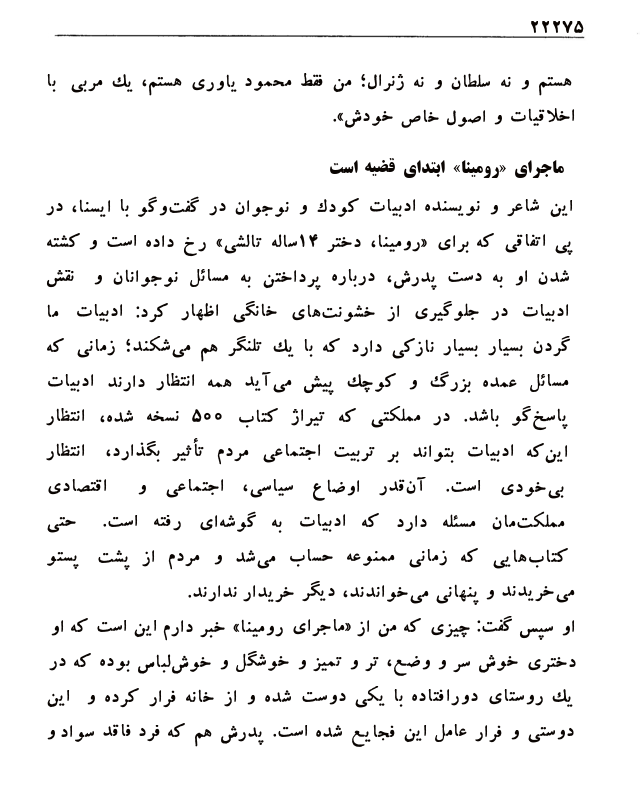 ۲۲۲۷۵
هستم و نه سلطان و نه ژنرال؛ من فقط محمود یاوری هستم، یك مربی با
اخلاقیات و اصول خاص خودش».
ماجرای «رومینا» ابتدای قضیه است
این شاعر و نویسنده ادبیات کودك و نوجوان در گفت‌وگو با ایسنا، در
پی اتفاقی که برای «رومینا، دختر ۱۴ساله تالشی» رخ داده است و کشته
شدن او به دست پدرش، درباره پرداختن به مسائل نوجوانان و نقش
ادبیات در جلوگیری از خشونت‌های خانگی اظهار کرد: ادبیات ما
گردن بسیار بسیار نازکی دارد که با یك تلنگر هم می‌شکند؛ زمانی که
مسائل عمده بزرگ و کوچك پیش می‌آید همه انتظار دارند ادبیات
پاسخ‌گو باشد. در مملکتی که تیراژ کتاب ۵۰۰ نسخه شده، انتظار
این‌که ادبیات بتواند بر تربیت اجتماعی مردم تأثیر بگذارد، انتظار
بی‌خودی است. آن‌قدر اوضاع سیاسی، اجتماعی و اقتصادی
مملکت‌مان مسئله دارد که ادبیات به گوشه‌ای رفته است. حتی
کتاب‌هایی که زمانی ممنوعه حساب می‌شد و مردم از پشت پستو
می‌خریدند و پنهانی می‌خواندند، دیگر خریدار ندارند.
او سپس گفت: چیزی که من از «ماجرای رومینا» خبر دارم این است که او
دختری خوش سر و وضع، تر و تمیز و خوشگل و خوش‌لباس بوده که در
یك روستای دورافتاده با یکی دوست شده و از خانه فرار کرده و این
دوستی و فرار عامل این فجایع شده است. پدرش هم که فرد فاقد سواد و